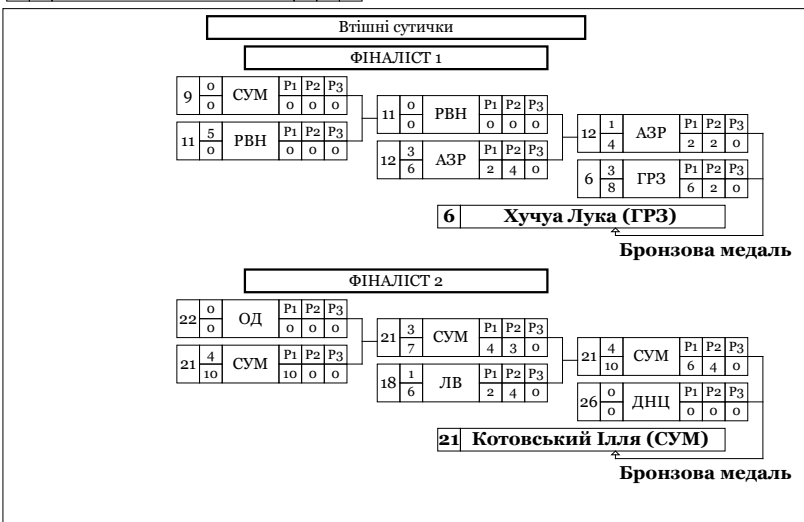 Втішні сутички
ФІНАЛІСТ 1
9 0 0 СУМ P1 P2 P3 0 0 0
11 5 0 РВН P1 P2 P3 0 0 0
11 0 0 РВН P1 P2 P3 0 0 0
12 3 6 АЗР P1 P2 P3 2 4 0
12 1 4 АЗР P1 P2 P3 2 2 0
6 3 8 ГРЗ P1 P2 P3 6 2 0
6 Хучуа Лука (ГРЗ)
Бронзова медаль
ФІНАЛІСТ 2
22 0 0 ОД P1 P2 P3 0 0 0
21 4 10 СУМ P1 P2 P3 10 0 0
21 3 7 СУМ P1 P2 P3 4 3 0
18 1 6 ЛВ P1 P2 P3 2 4 0
21 4 10 СУМ P1 P2 P3 6 4 0
26 0 0 ДНЦ P1 P2 P3 0 0 0
21 Котовський Ілля (СУМ)
Бронзова медаль